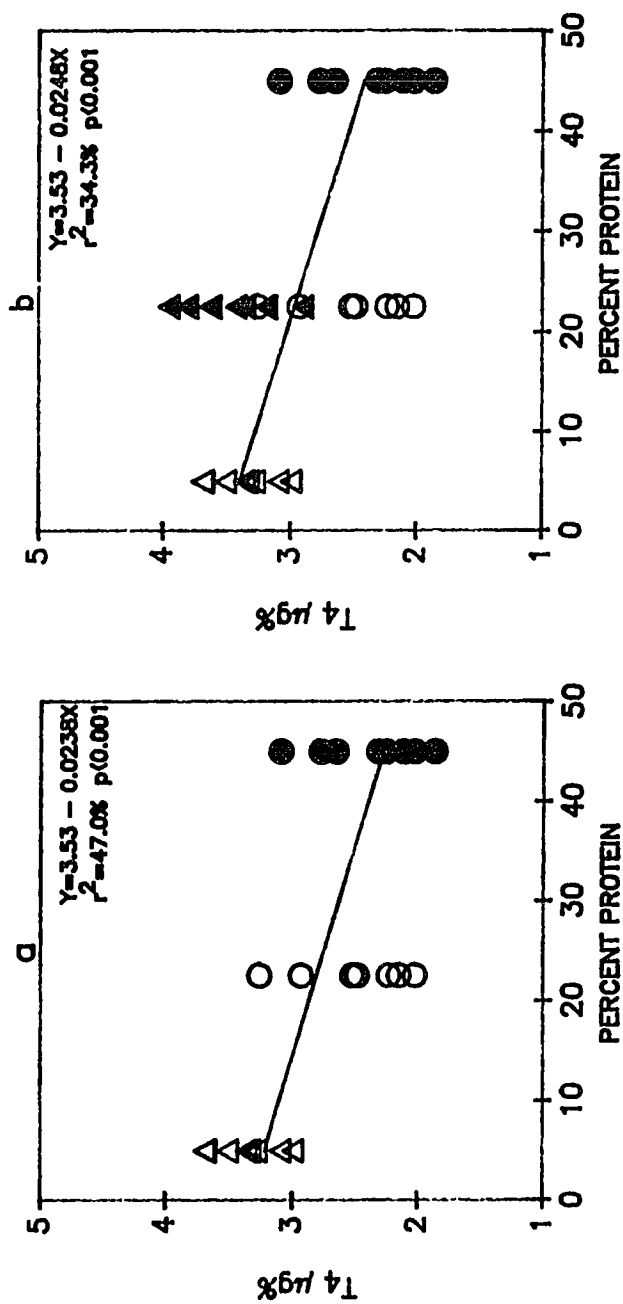 a
Y=3.53 - 0.0238X
r²=47.0% p<0.001
5
4
3
2
1
T4 µg%
0
10
20
30
40
50
PERCENT PROTEIN
b
Y=3.53 - 0.0248X
r²=34.3% p<0.001
5
4
3
2
1
T4 µg%
0
10
20
30
40
50
PERCENT PROTEIN